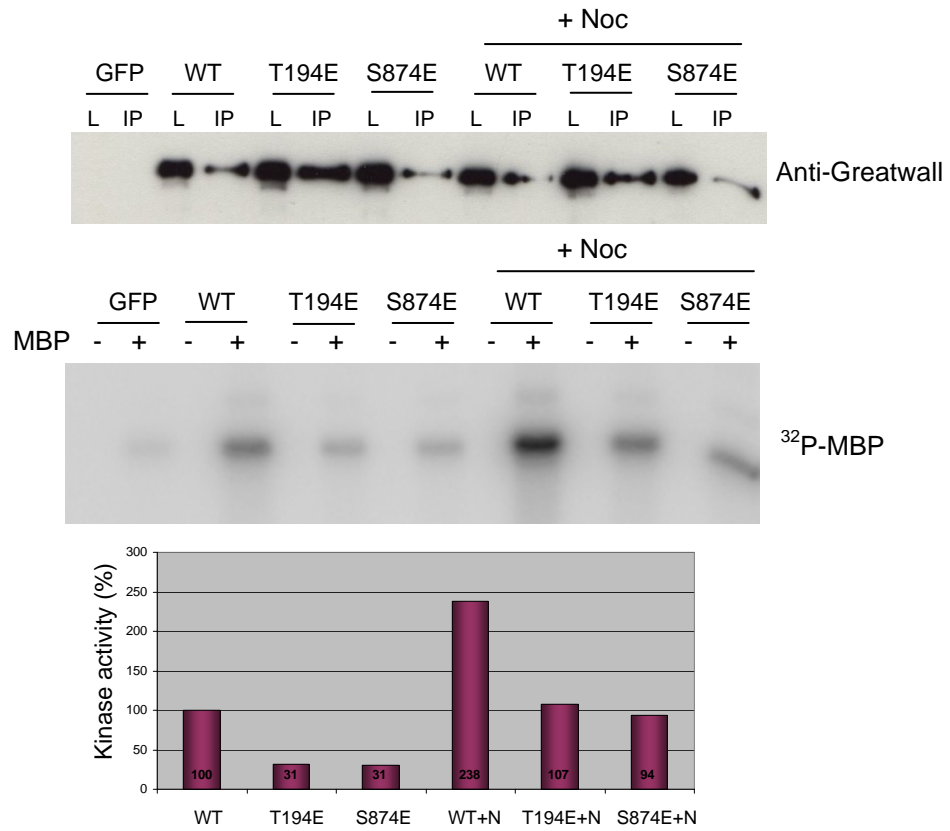 + Noc
GFP WT T194E S874E WT T194E S874E
L IP L IP L IP L IP L IP L IP L IP
Anti-Greatwall
+ Noc
GFP WT T194E S874E WT T194E S874E
MBP - + - + - + - + - + - + - +
32P-MBP
Kinase activity (%)
300
250
200
150
100
50
0
100 31 31 238 107 94
WT T194E S874E WT+N T194E+N S874E+N